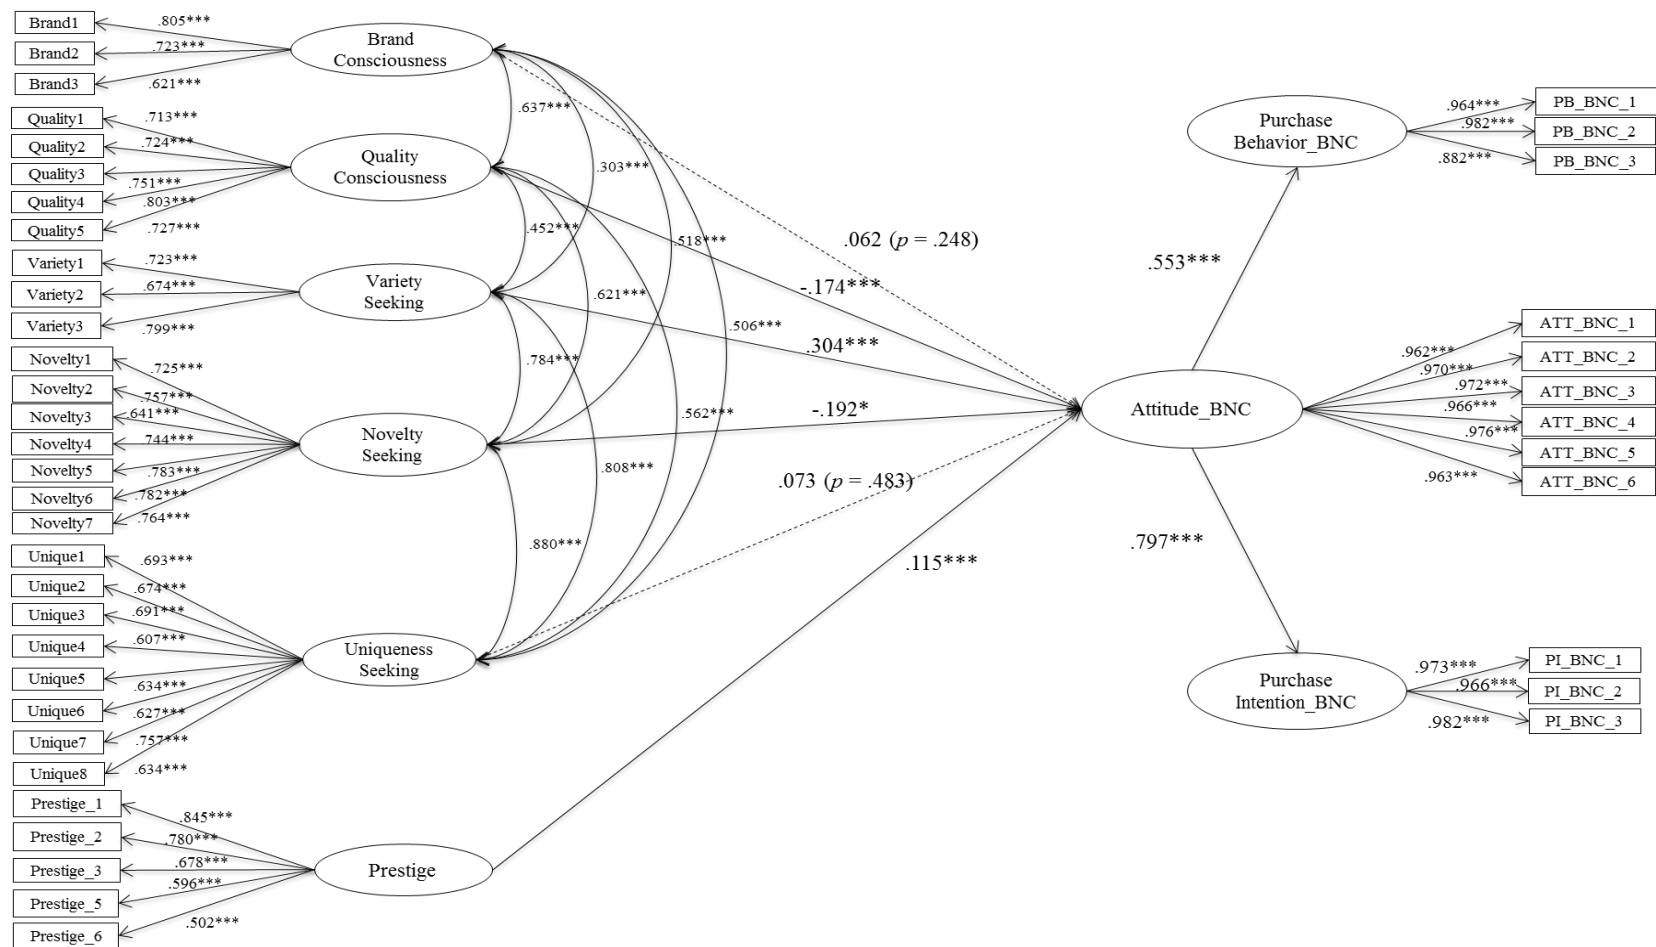 Brand1
.805***
Brand2
.723***
Brand3
.621***
Brand
Consciousness
Quality1
.713***
Quality2
.724***
Quality3
.751***
Quality4
.803***
Quality5
.727***
Quality
Consciousness
Variety1
.723***
Variety2
.674***
Variety3
.799***
Variety
Seeking
Novelty1
.725***
Novelty2
.757***
Novelty3
.641***
Novelty4
.744***
Novelty5
.783***
Novelty6
.782***
Novelty7
.764***
Novelty
Seeking
Unique1
.693***
Unique2
.674***
Unique3
.691***
Unique4
.607***
Unique5
.634***
Unique6
.627***
Unique7
.757***
Unique8
.634***
Uniqueness
Seeking
Prestige_1
.845***
Prestige_2
.780***
Prestige_3
.678***
Prestige_5
.596***
Prestige_6
.502***
Prestige
.637***
.303***
.452***
.518***
.621***
.506***
.784***
.562***
.808***
.880***
.062 (p = .248)
-.174***
.304***
-.192*
.073 (p = .483)
.115***
Attitude_BNC
.553***
.797***
Purchase
Behavior_BNC
.964***
PB_BNC_1
.982***
PB_BNC_2
.882***
PB_BNC_3
.962***
ATT_BNC_1
.970***
ATT_BNC_2
.972***
ATT_BNC_3
.966***
ATT_BNC_4
.976***
ATT_BNC_5
.963***
ATT_BNC_6
Purchase
Intention_BNC
.973***
PI_BNC_1
.966***
PI_BNC_2
.982***
PI_BNC_3